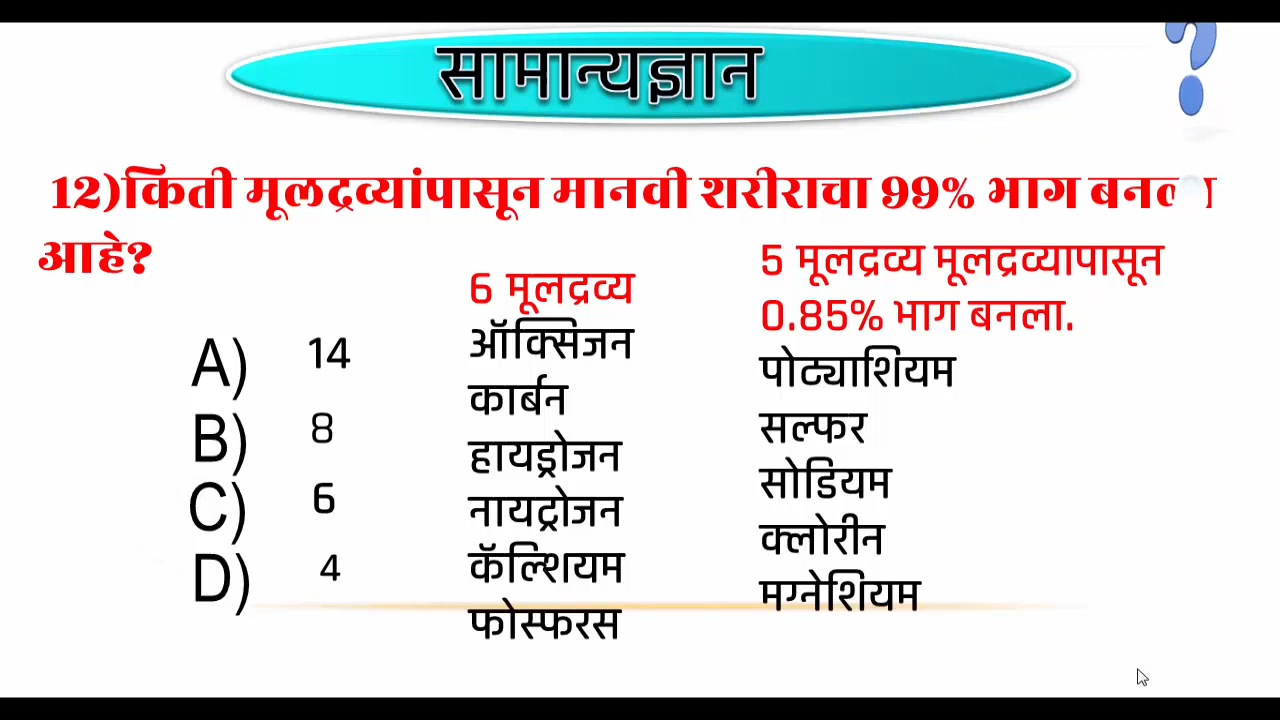 सामान्यज्ञान
12)किती मूलद्रव्यांपासून मानवी शरीराचा 99% भाग बनला
आहे?
A) 14
B) 8
C) 6
D) 4
6 मूलद्रव्य
ऑक्सिजन
कार्बन
हायड्रोजन
नायट्रोजन
कॅल्शियम
फोस्फरस
5 मूलद्रव्य मूलद्रव्यापासून
0.85% भाग बनला.
पोट्याशियम
सल्फर
सोडियम
क्लोरीन
मग्नेशियम